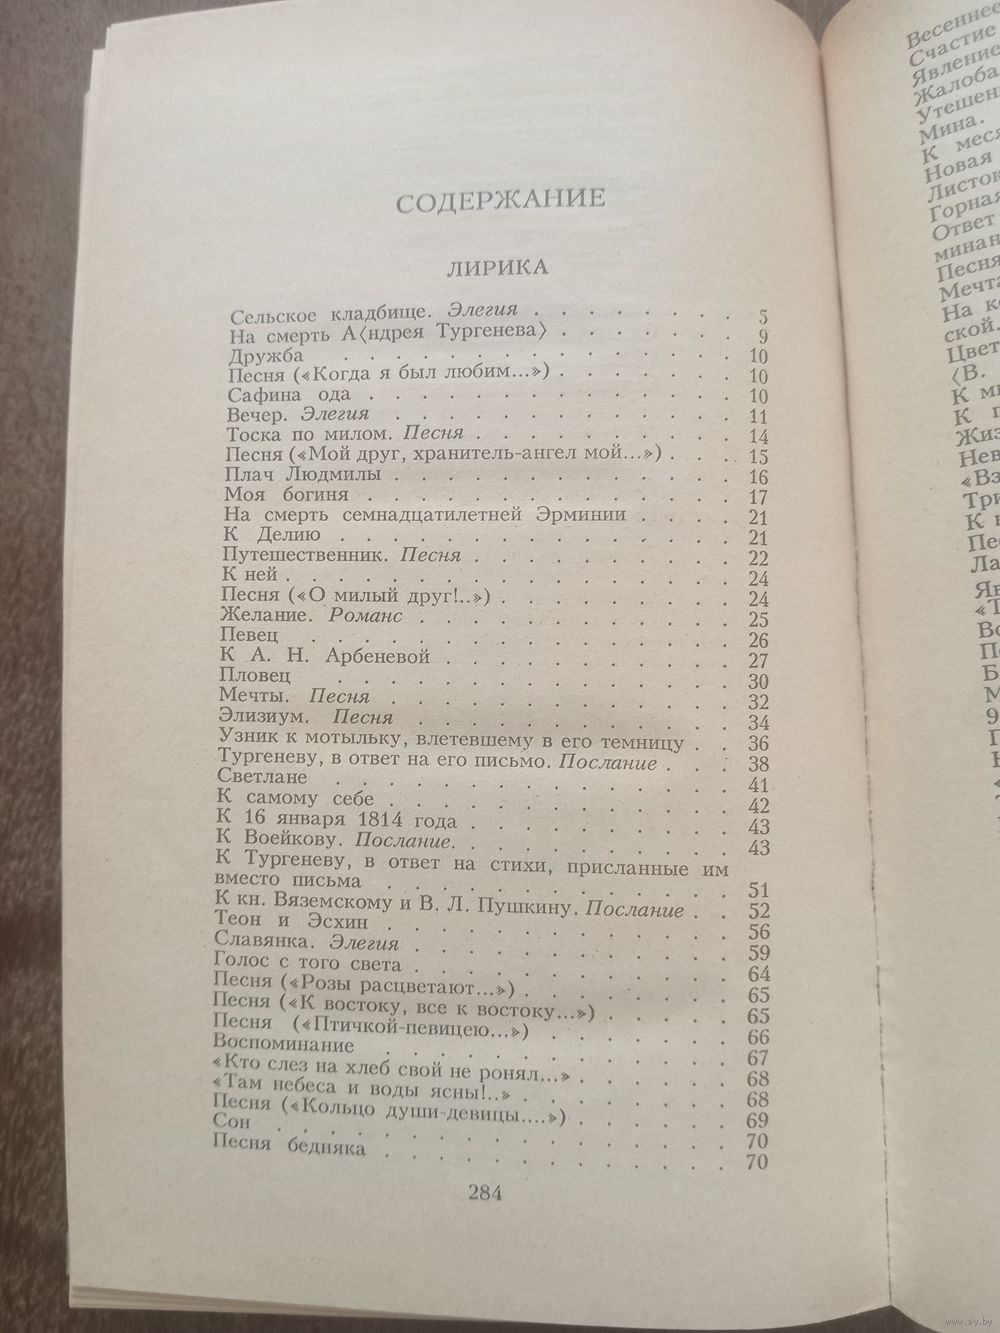 СОДЕРЖАНИЕ
ЛИРИКА
Сельское кладбище. Элегия . . . . . . . . 5
На смерть А⟨ндрея Тургенева⟩ . . . . . . . 9
Дружба . . . . . . . . . . . . . . . 10
Песня («Когда я был любим...») . . . . . . . 10
Сафина ода . . . . . . . . . . . . . . 10
Вечер. Элегия . . . . . . . . . . . . . 11
Тоска по милом. Песня . . . . . . . . . . 14
Песня («Мой друг, хранитель-ангел мой...») . . . 15
Плач Людмилы . . . . . . . . . . . . . 16
Моя богиня . . . . . . . . . . . . . . 17
На смерть семнадцатилетней Эрминии . . . . 21
К Делию . . . . . . . . . . . . . . . 21
Путешественник. Песня . . . . . . . . . . 22
К ней . . . . . . . . . . . . . . . . . 24
Песня («О милый друг!..») . . . . . . . . . 24
Желание. Романс . . . . . . . . . . . . 25
Певец . . . . . . . . . . . . . . . . 26
К А. Н. Арбеневой . . . . . . . . . . . 27
Пловец . . . . . . . . . . . . . . . 30
Мечты. Песня . . . . . . . . . . . . . 32
Элизиум. Песня . . . . . . . . . . . . 34
Узник к мотыльку, влетевшему в его темницу . . 36
Тургеневу, в ответ на его письмо. Послание . . . 38
Светлане . . . . . . . . . . . . . . . 41
К самому себе . . . . . . . . . . . . . 42
К 16 января 1814 года . . . . . . . . . . 43
К Воейкову. Послание. . . . . . . . . . . 43
К Тургеневу, в ответ на стихи, присланные им
вместо письма . . . . . . . . . . . . . 51
К кн. Вяземскому и В. Л. Пушкину. Послание . . 52
Теон и Эсхин . . . . . . . . . . . . . 56
Славянка. Элегия . . . . . . . . . . . . 59
Голос с того света . . . . . . . . . . . . 64
Песня («Розы расцветают...») . . . . . . . . 65
Песня («К востоку, все к востоку...») . . . . . 65
Песня («Птичкой-певицею...») . . . . . . . 66
Воспоминание . . . . . . . . . . . . . 67
«Кто слез на хлеб свой не ронял...» . . . . . . 68
«Там небеса и воды ясны!..» . . . . . . . . 68
Песня («Кольцо души-девицы....») . . . . . . 69
Сон . . . . . . . . . . . . . . . . . 70
Песня бедняка . . . . . . . . . . . . . 70
284
Весеннее
Счастие
Явление
Жалоба
Мина.
Новая
Горная
Ответ
Песня
На
ской.
Цвет
⟨В.
К
К
«Вз
К
Ла
www.ay.by